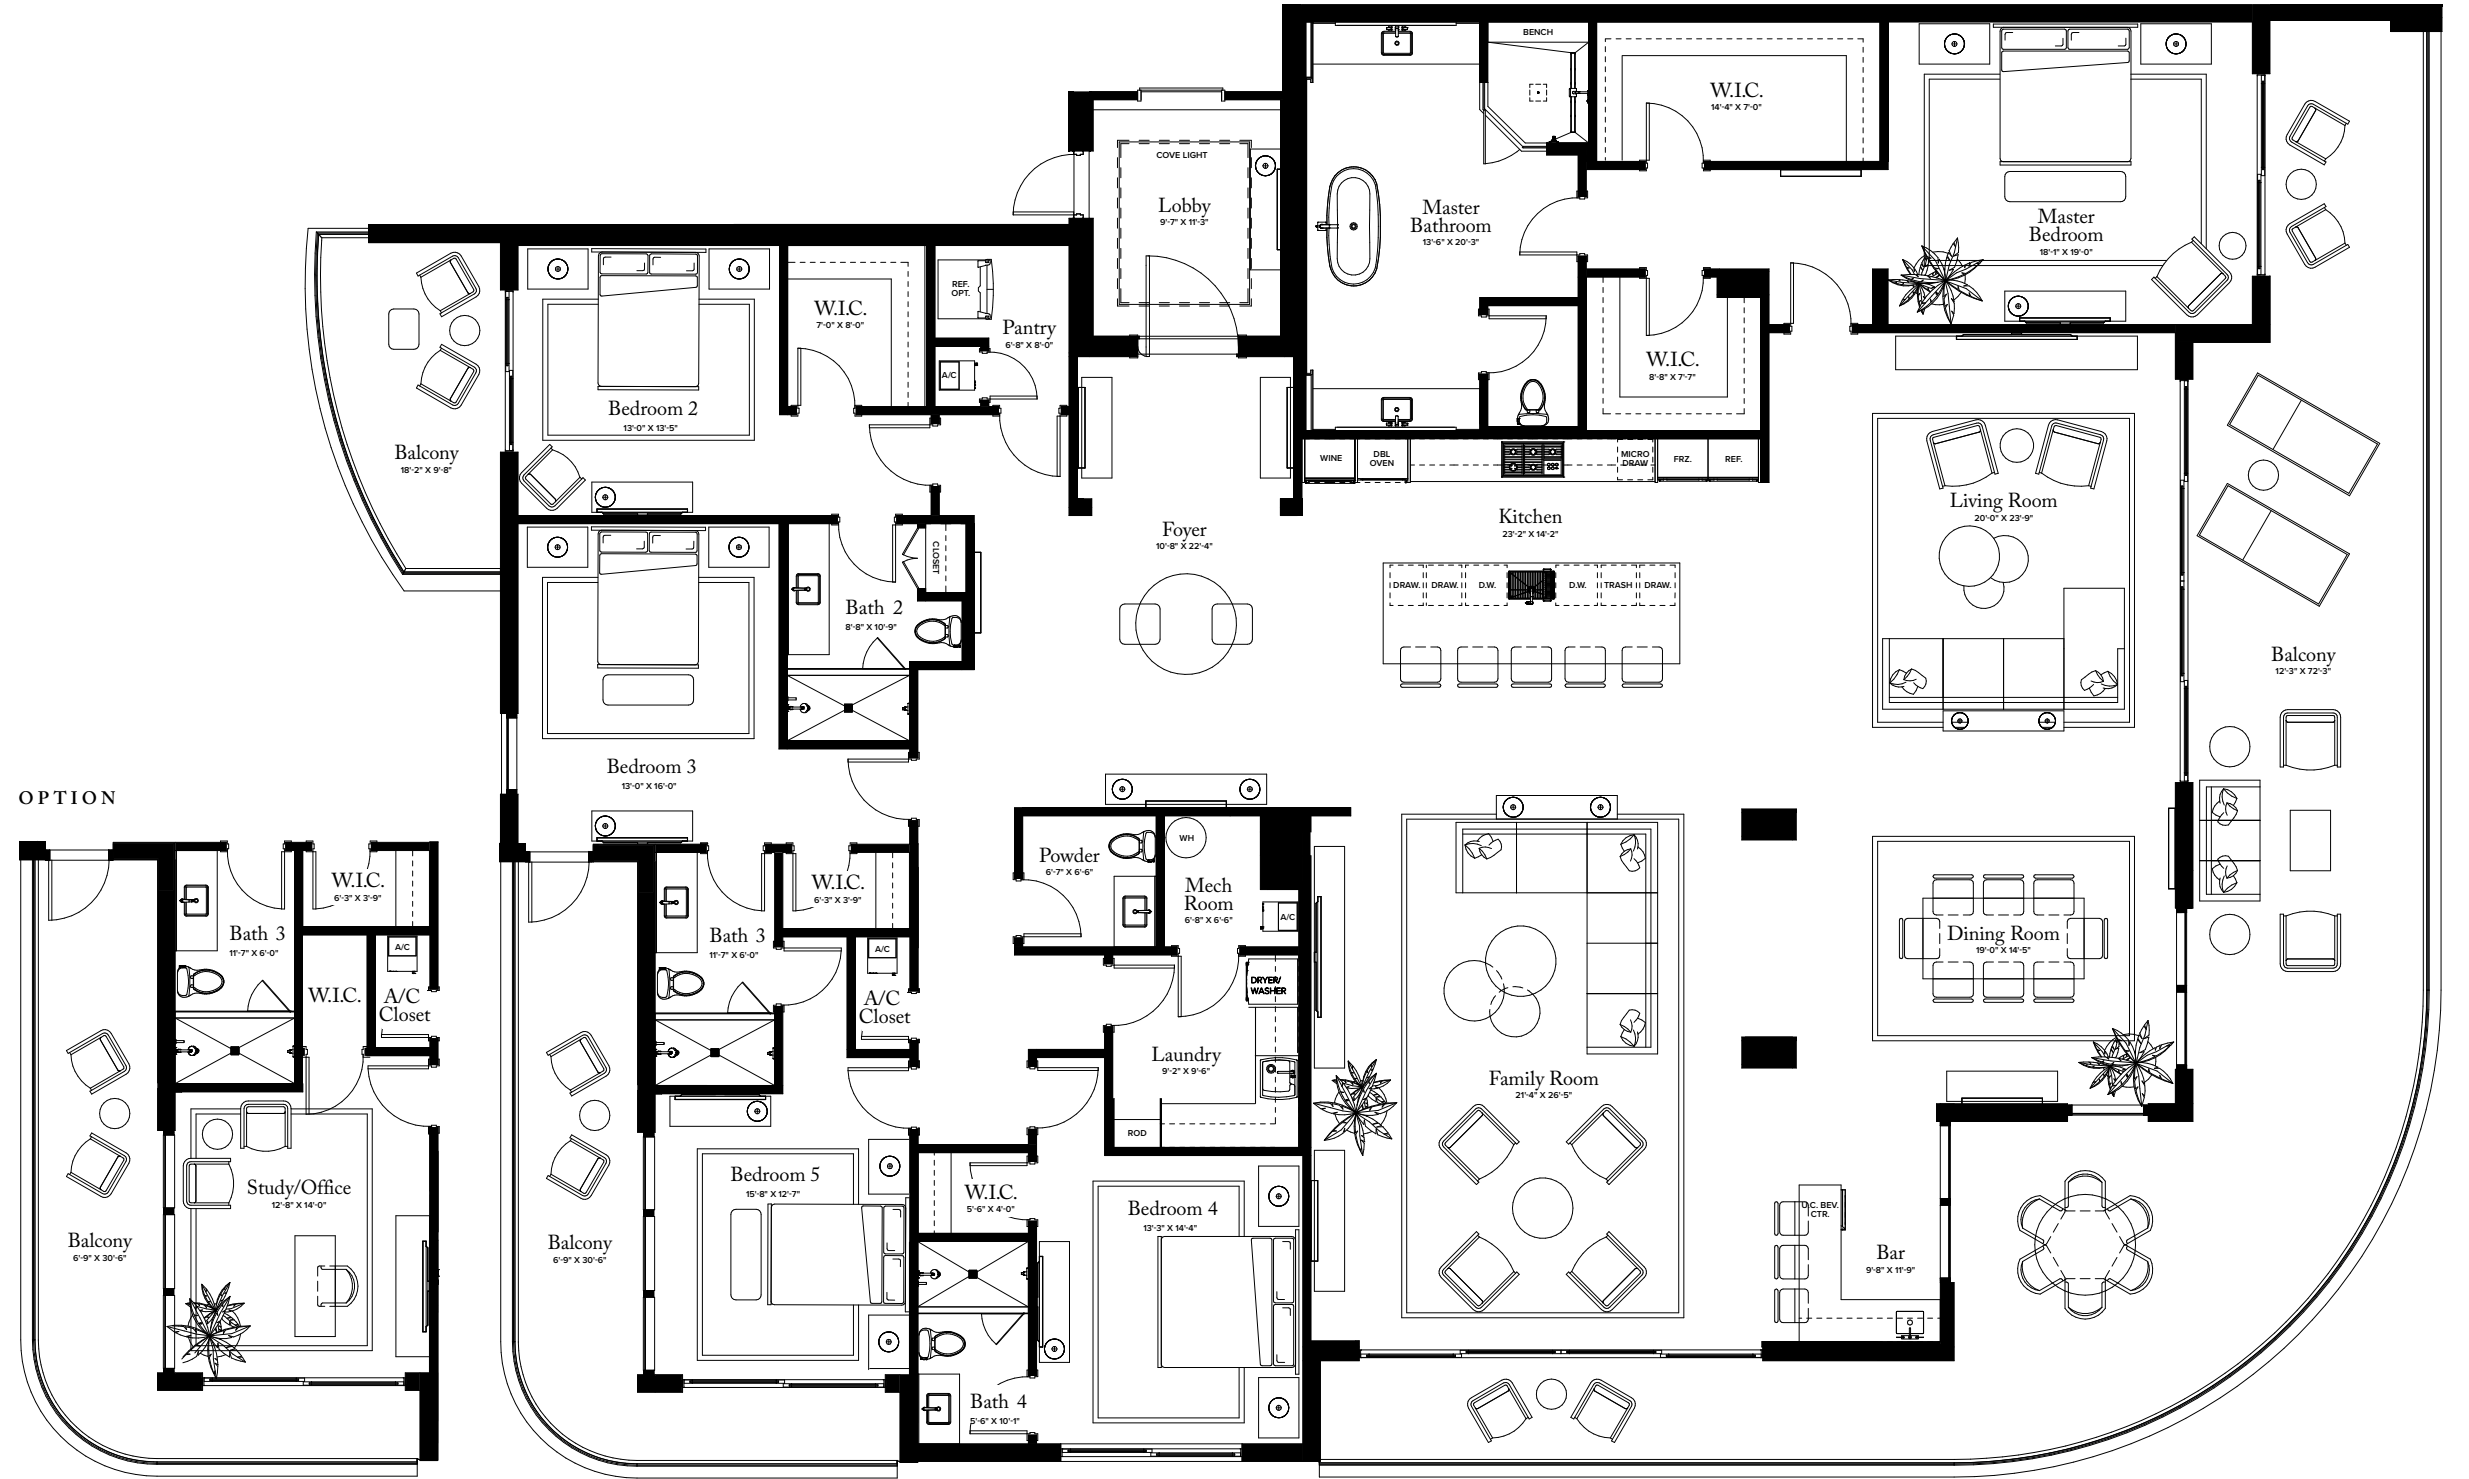 BENCH
W.I.C.
14'-4" X 7'-0"
COVE LIGHT
Lobby
9'-7" X 11'-3"
Master
Bathroom
13'-6" X 20'-3"
Master
Bedroom
18'-1" X 19'-0"
REF.
OPT.
W.I.C.
7'-0" X 8'-0"
Pantry
6'-8" X 8'-0"
A/C
W.I.C.
8'-8" X 7'-7"
Bedroom 2
13'-0" X 13'-5"
Balcony
18'-2" X 9'-8"
WINE
DBL
OVEN
MICRO
DRAW
FRZ.
REF.
Living Room
20'-0" X 23'-9"
Kitchen
23'-2" X 14'-2"
Foyer
10'-8" X 22'-4"
CLOSET
DRAW.
DRAW.
D.W.
D.W.
TRASH
DRAW.
Bath 2
8'-8" X 10'-9"
Balcony
12'-3" X 72'-3"
Bedroom 3
13'-0" X 16'-0"
OPTION
WH
Powder
6'-7" X 6'-6"
Mech
Room
6'-8" X 6'-6"
A/C
W.I.C.
6'-3" X 3'-9"
W.I.C.
6'-3" X 3'-9"
Bath 3
11'-7" X 6'-0"
A/C
Bath 3
11'-7" X 6'-0"
A/C
Dining Room
19'-0" X 14'-5"
W.I.C.
A/C
Closet
A/C
Closet
DRYER/
WASHER
Laundry
9'-2" X 9'-6"
ROD
Family Room
21'-4" X 26'-5"
Study/Office
12'-8" X 14'-0"
Bedroom 5
15'-8" X 12'-7"
W.I.C.
5'-6" X 4'-0"
Bedroom 4
13'-3" X 14'-4"
U.C. BEV.
CTR.
Balcony
6'-9" X 30'-6"
Balcony
6'-9" X 30'-6"
Bar
9'-8" X 11'-9"
Bath 4
5'-6" X 10'-1"